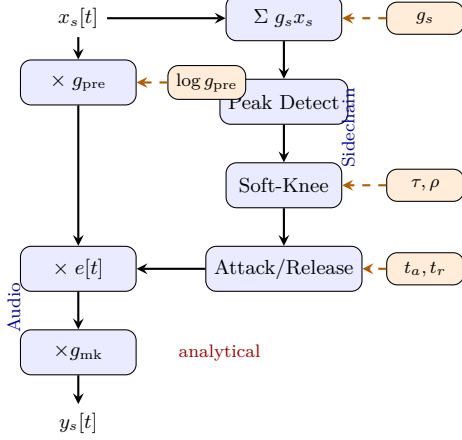 x_s[t]
Σ g_s x_s
g_s
× g_pre
log g_pre
Peak Detect
Sidechain
Soft-Knee
τ, ρ
× e[t]
Attack/Release
t_a, t_r
Audio
×g_mk
analytical
y_s[t]